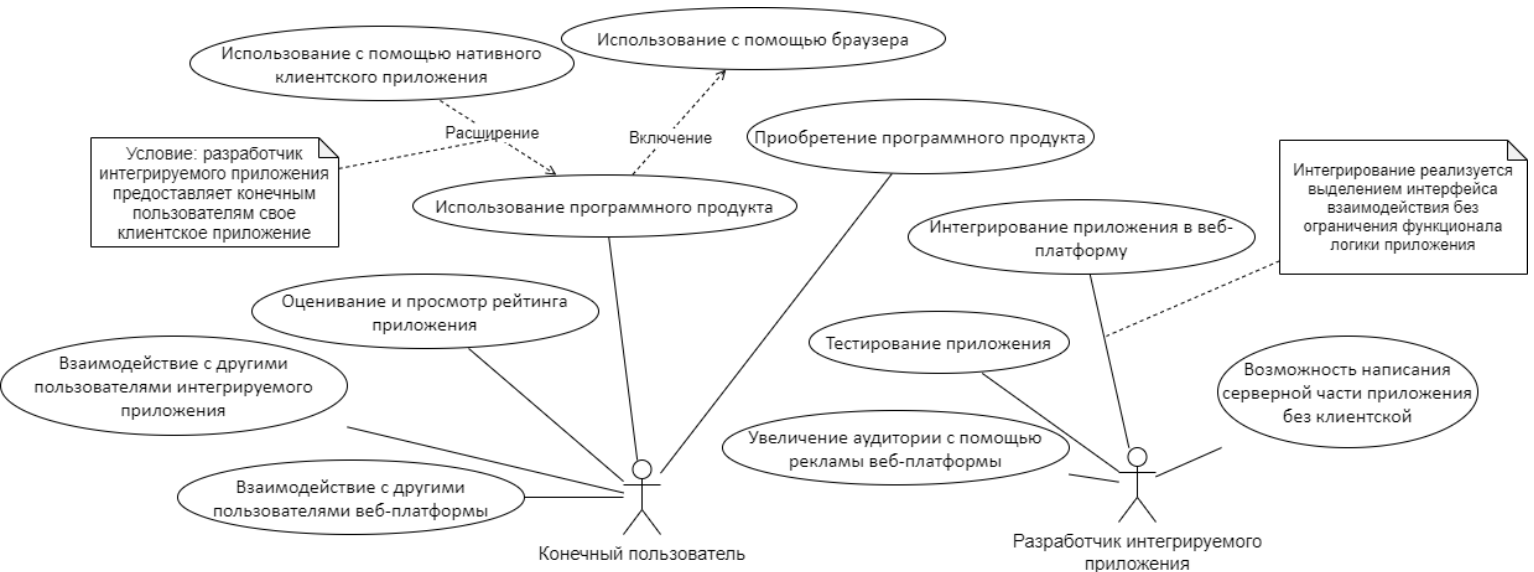 Использование с помощью нативного
клиентского приложения
Использование с помощью браузера
Расширение
Включение
Приобретение программного продукта
Условие: разработчик
интегрируемого приложения
предоставляет конечным
пользователям свое
клиентское приложение
Использование программного продукта
Интегрирование приложения в веб-
платформу
Интегрирование реализуется
выделением интерфейса
взаимодействия без
ограничения функционала
логики приложения
Оценивание и просмотр рейтинга
приложения
Тестирование приложения
Взаимодействие с другими
пользователями интегрируемого
приложения
Возможность написания
серверной части приложения
без клиентской
Увеличение аудитории с помощью
рекламы веб-платформы
Взаимодействие с другими
пользователями веб-платформы
Конечный пользователь
Разработчик интегрируемого
приложения